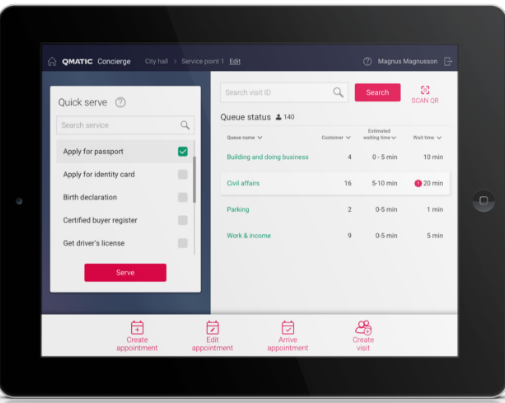 QMATIC Concierge City hall > Service point 1 Edit
Magnus Magnusson
Quick serve
Search service
Apply for passport
Apply for identity card
Birth declaration
Certified buyer register
Get driver's license
Serve
Search visit ID
Search
SCAN QR
Queue status 140
Queue name Customer Estimated waiting time Wait time
Building and doing business 4 0 - 5 min 10 min
Civil affairs 16 5-10 min 20 min
Parking 2 0-5 min 1 min
Work & income 9 0-5 min 5 min
Create
appointment
Edit
appointment
Arrive
appointment
Create
visit